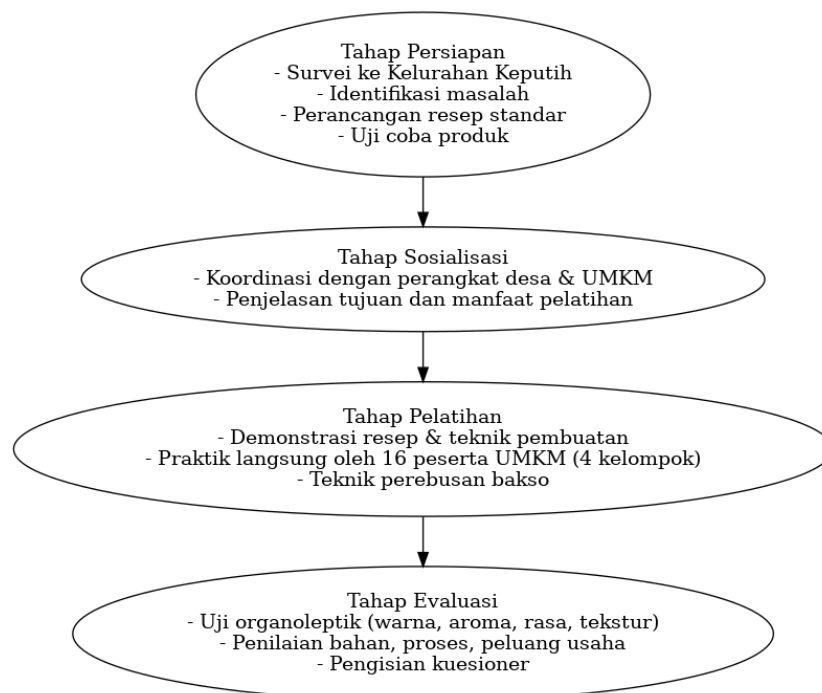 Tahap Persiapan
- Survei ke Kelurahan Keputih
- Identifikasi masalah
- Perancangan resep standar
- Uji coba produk
Tahap Sosialisasi
- Koordinasi dengan perangkat desa & UMKM
- Penjelasan tujuan dan manfaat pelatihan
Tahap Pelatihan
- Demonstrasi resep & teknik pembuatan
- Praktik langsung oleh 16 peserta UMKM (4 kelompok)
- Teknik perebusan bakso
Tahap Evaluasi
- Uji organoleptik (warna, aroma, rasa, tekstur)
- Penilaian bahan, proses, peluang usaha
- Pengisian kuesioner